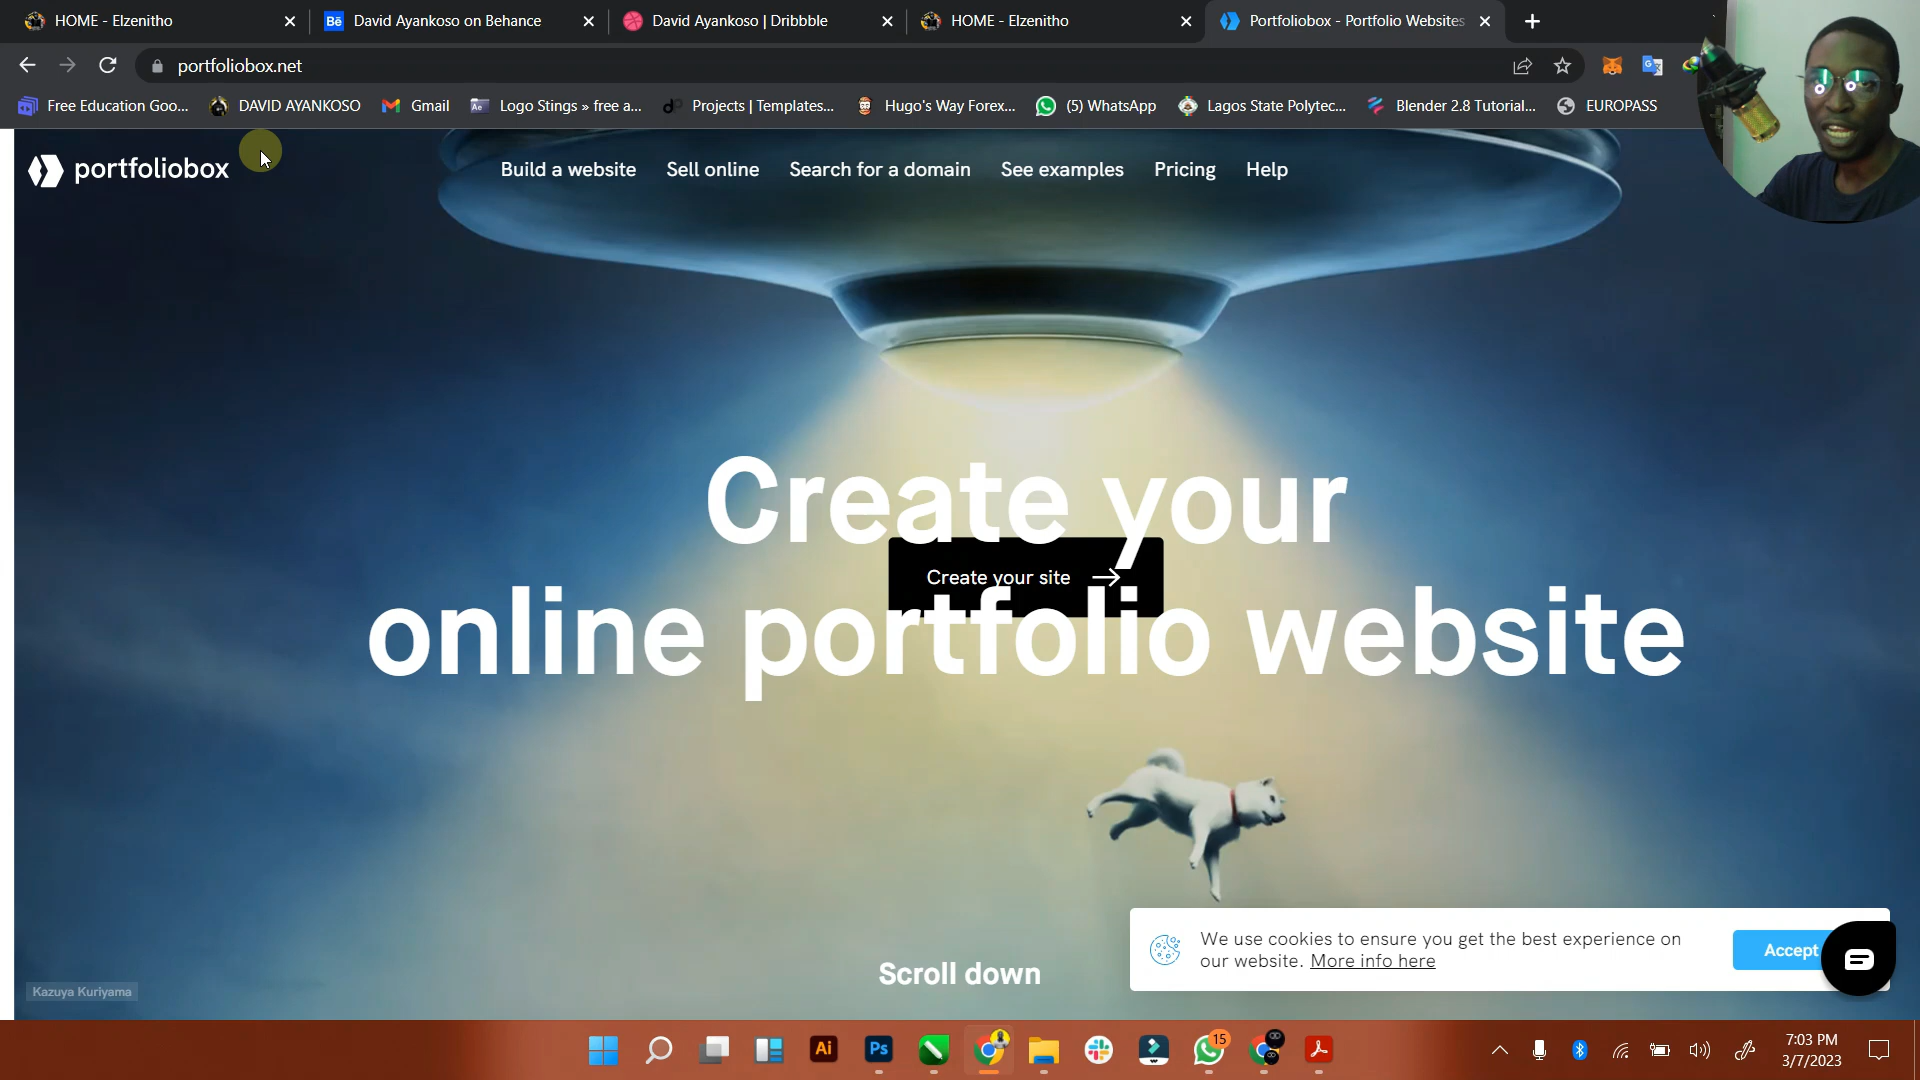 HOME - Elzenitho
David Ayankoso on Behance
David Ayankoso | Dribbble
HOME - Elzenitho
Portfoliobox - Portfolio Websites
portfoliobox.net
Free Education Goo...
DAVID AYANKOSO
Gmail
Logo Stings » free a...
Projects | Templates...
Hugo's Way Forex...
(5) WhatsApp
Lagos State Polytec...
Blender 2.8 Tutorial...
EUROPASS
portfoliobox
Build a website
Sell online
Search for a domain
See examples
Pricing
Help
Create your
Create your site
online portfolio website
Scroll down
We use cookies to ensure you get the best experience on
our website. More info here
Accept
Kazuya Kuriyama
Ai
Ps
15
7:03 PM
3/7/2023